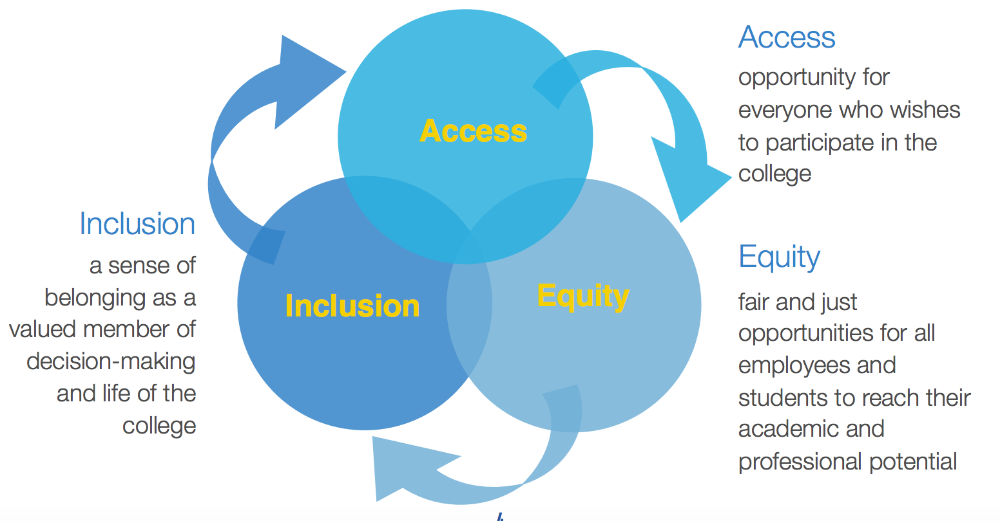 Access
Inclusion
Equity
Access
opportunity for
everyone who wishes
to participate in the
college
Inclusion
a sense of
belonging as a
valued member of
decision-making
and life of the
college
Equity
fair and just
opportunities for all
employees and
students to reach their
academic and
professional potential